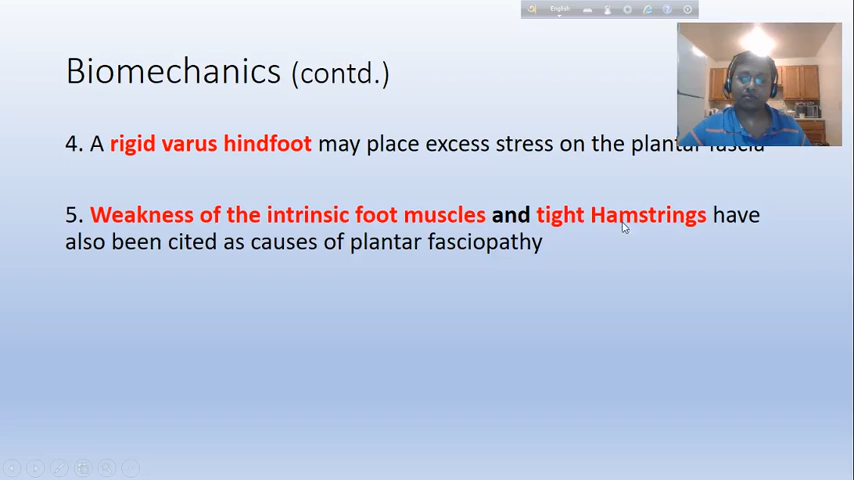 English
Biomechanics (contd.)
4. A rigid varus hindfoot may place excess stress on the plantar fascia
5. Weakness of the intrinsic foot muscles and tight Hamstrings have
also been cited as causes of plantar fasciopathy